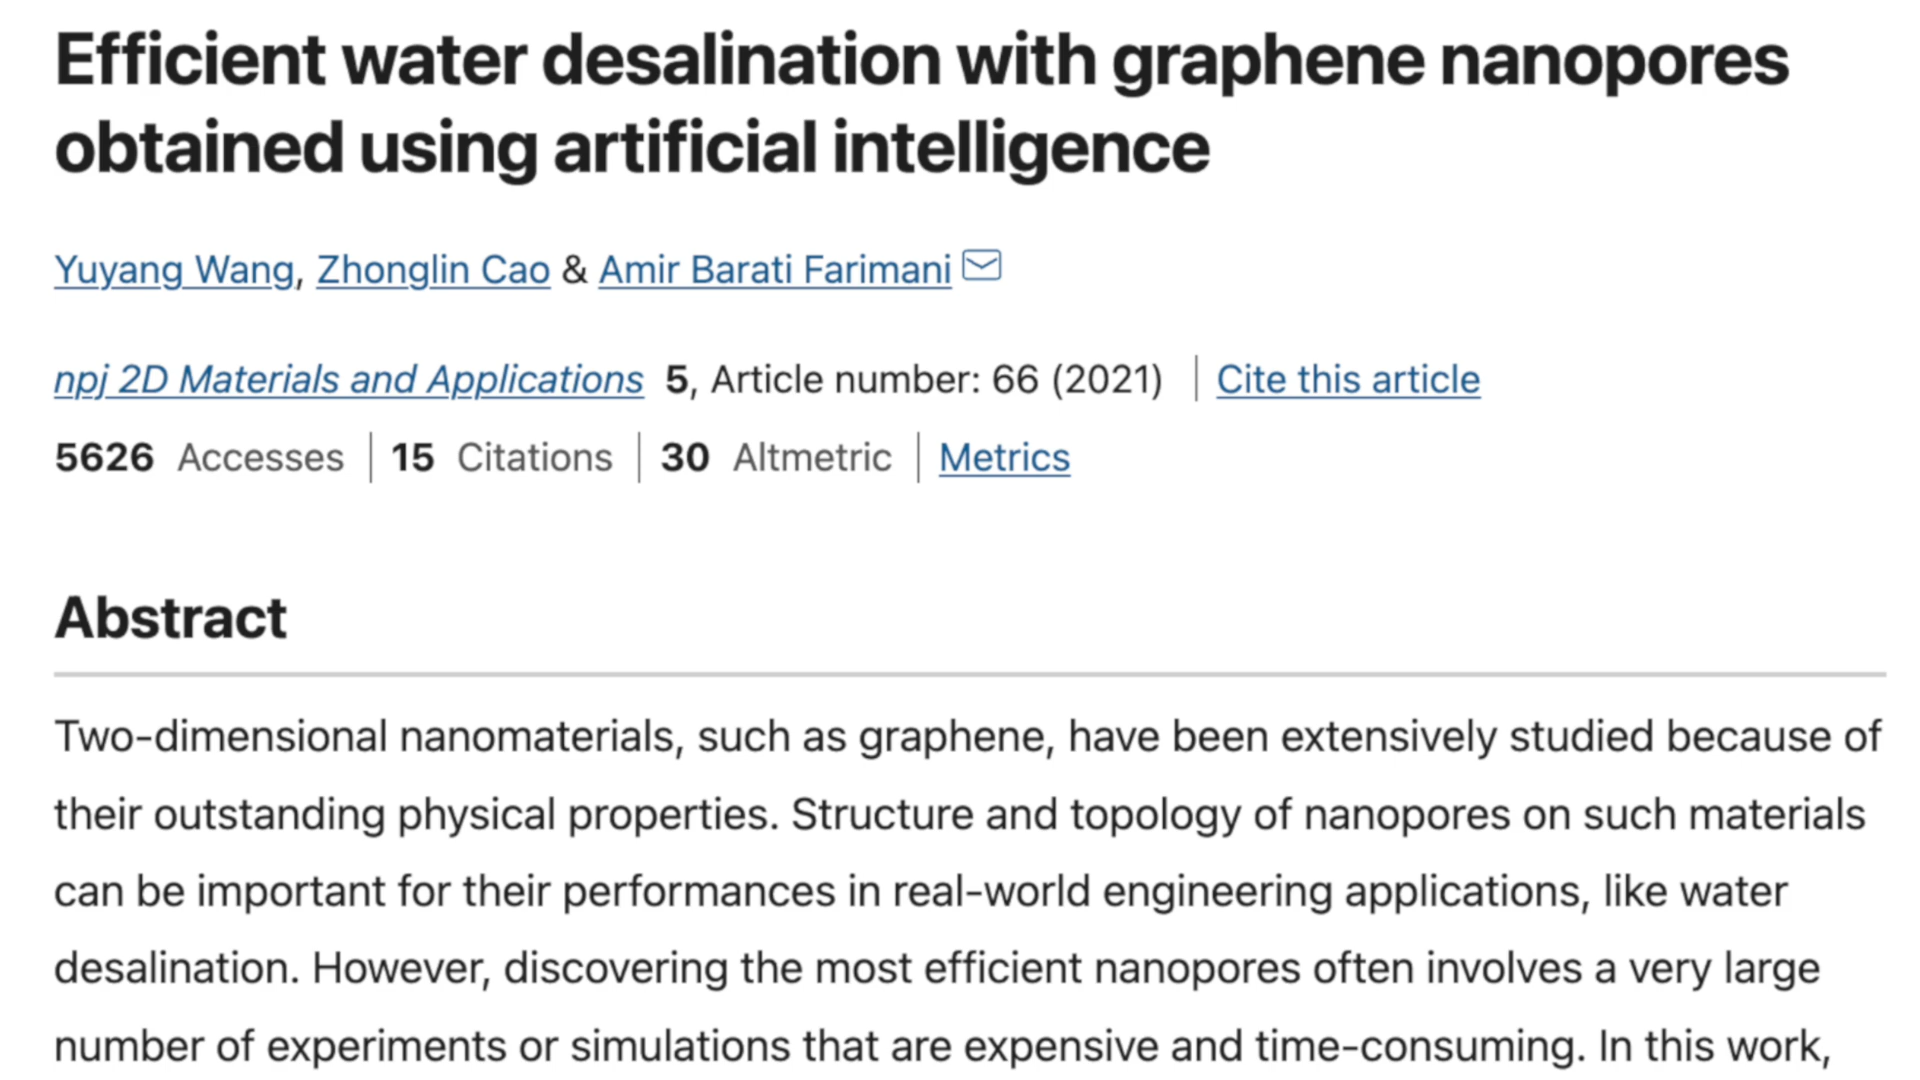 Efficient water desalination with graphene nanopores
obtained using artificial intelligence
Yuyang Wang, Zhonglin Cao & Amir Barati Farimani
npj 2D Materials and Applications 5, Article number: 66 (2021) | Cite this article
5626 Accesses | 15 Citations | 30 Altmetric | Metrics
Abstract
Two-dimensional nanomaterials, such as graphene, have been extensively studied because of
their outstanding physical properties. Structure and topology of nanopores on such materials
can be important for their performances in real-world engineering applications, like water
desalination. However, discovering the most efficient nanopores often involves a very large
number of experiments or simulations that are expensive and time-consuming. In this work,